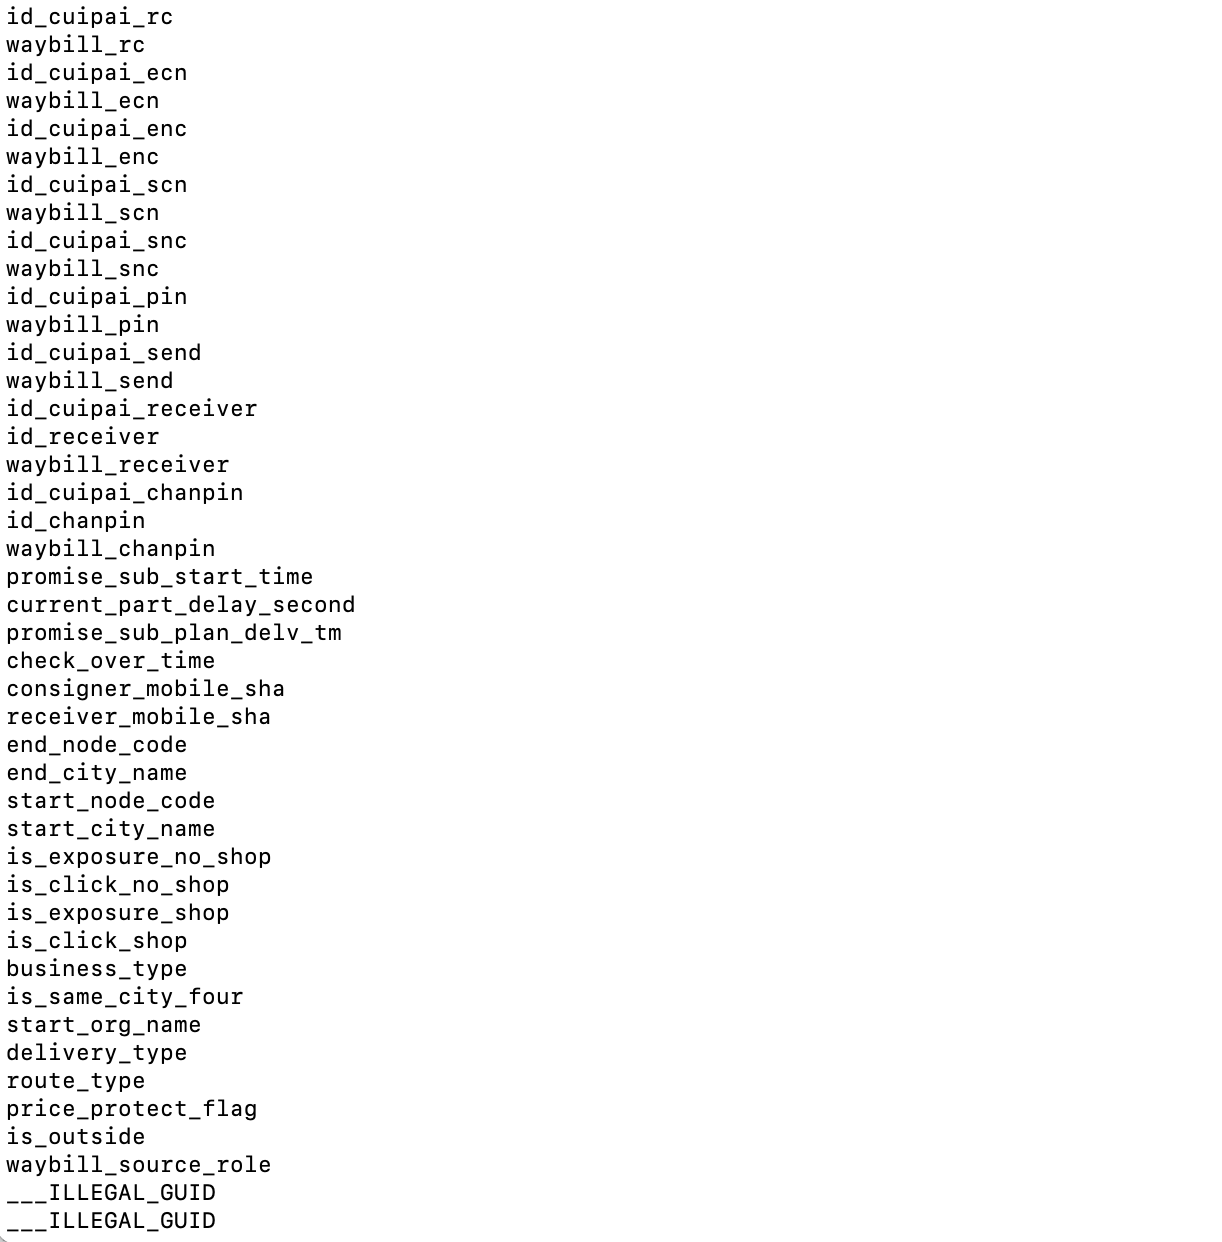 id_cuipai_rc
waybill_rc
id_cuipai_ecn
waybill_ecn
id_cuipai_enc
waybill_enc
id_cuipai_scn
waybill_scn
id_cuipai_snc
waybill_snc
id_cuipai_pin
waybill_pin
id_cuipai_send
waybill_send
id_cuipai_receiver
id_receiver
waybill_receiver
id_cuipai_chanpin
id_chanpin
waybill_chanpin
promise_sub_start_time
current_part_delay_second
promise_sub_plan_delv_tm
check_over_time
consigner_mobile_sha
receiver_mobile_sha
end_node_code
end_city_name
start_node_code
start_city_name
is_exposure_no_shop
is_click_no_shop
is_exposure_shop
is_click_shop
business_type
is_same_city_four
start_org_name
delivery_type
route_type
price_protect_flag
is_outside
waybill_source_role
___ILLEGAL_GUID
___ILLEGAL_GUID